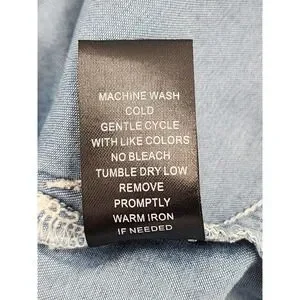 MACHINE WASH
COLD
GENTLE CYCLE
WITH LIKE COLORS
NO BLEACH
TUMBLE DRY LOW
REMOVE
PROMPTLY
WARM IRON
IF NEEDED